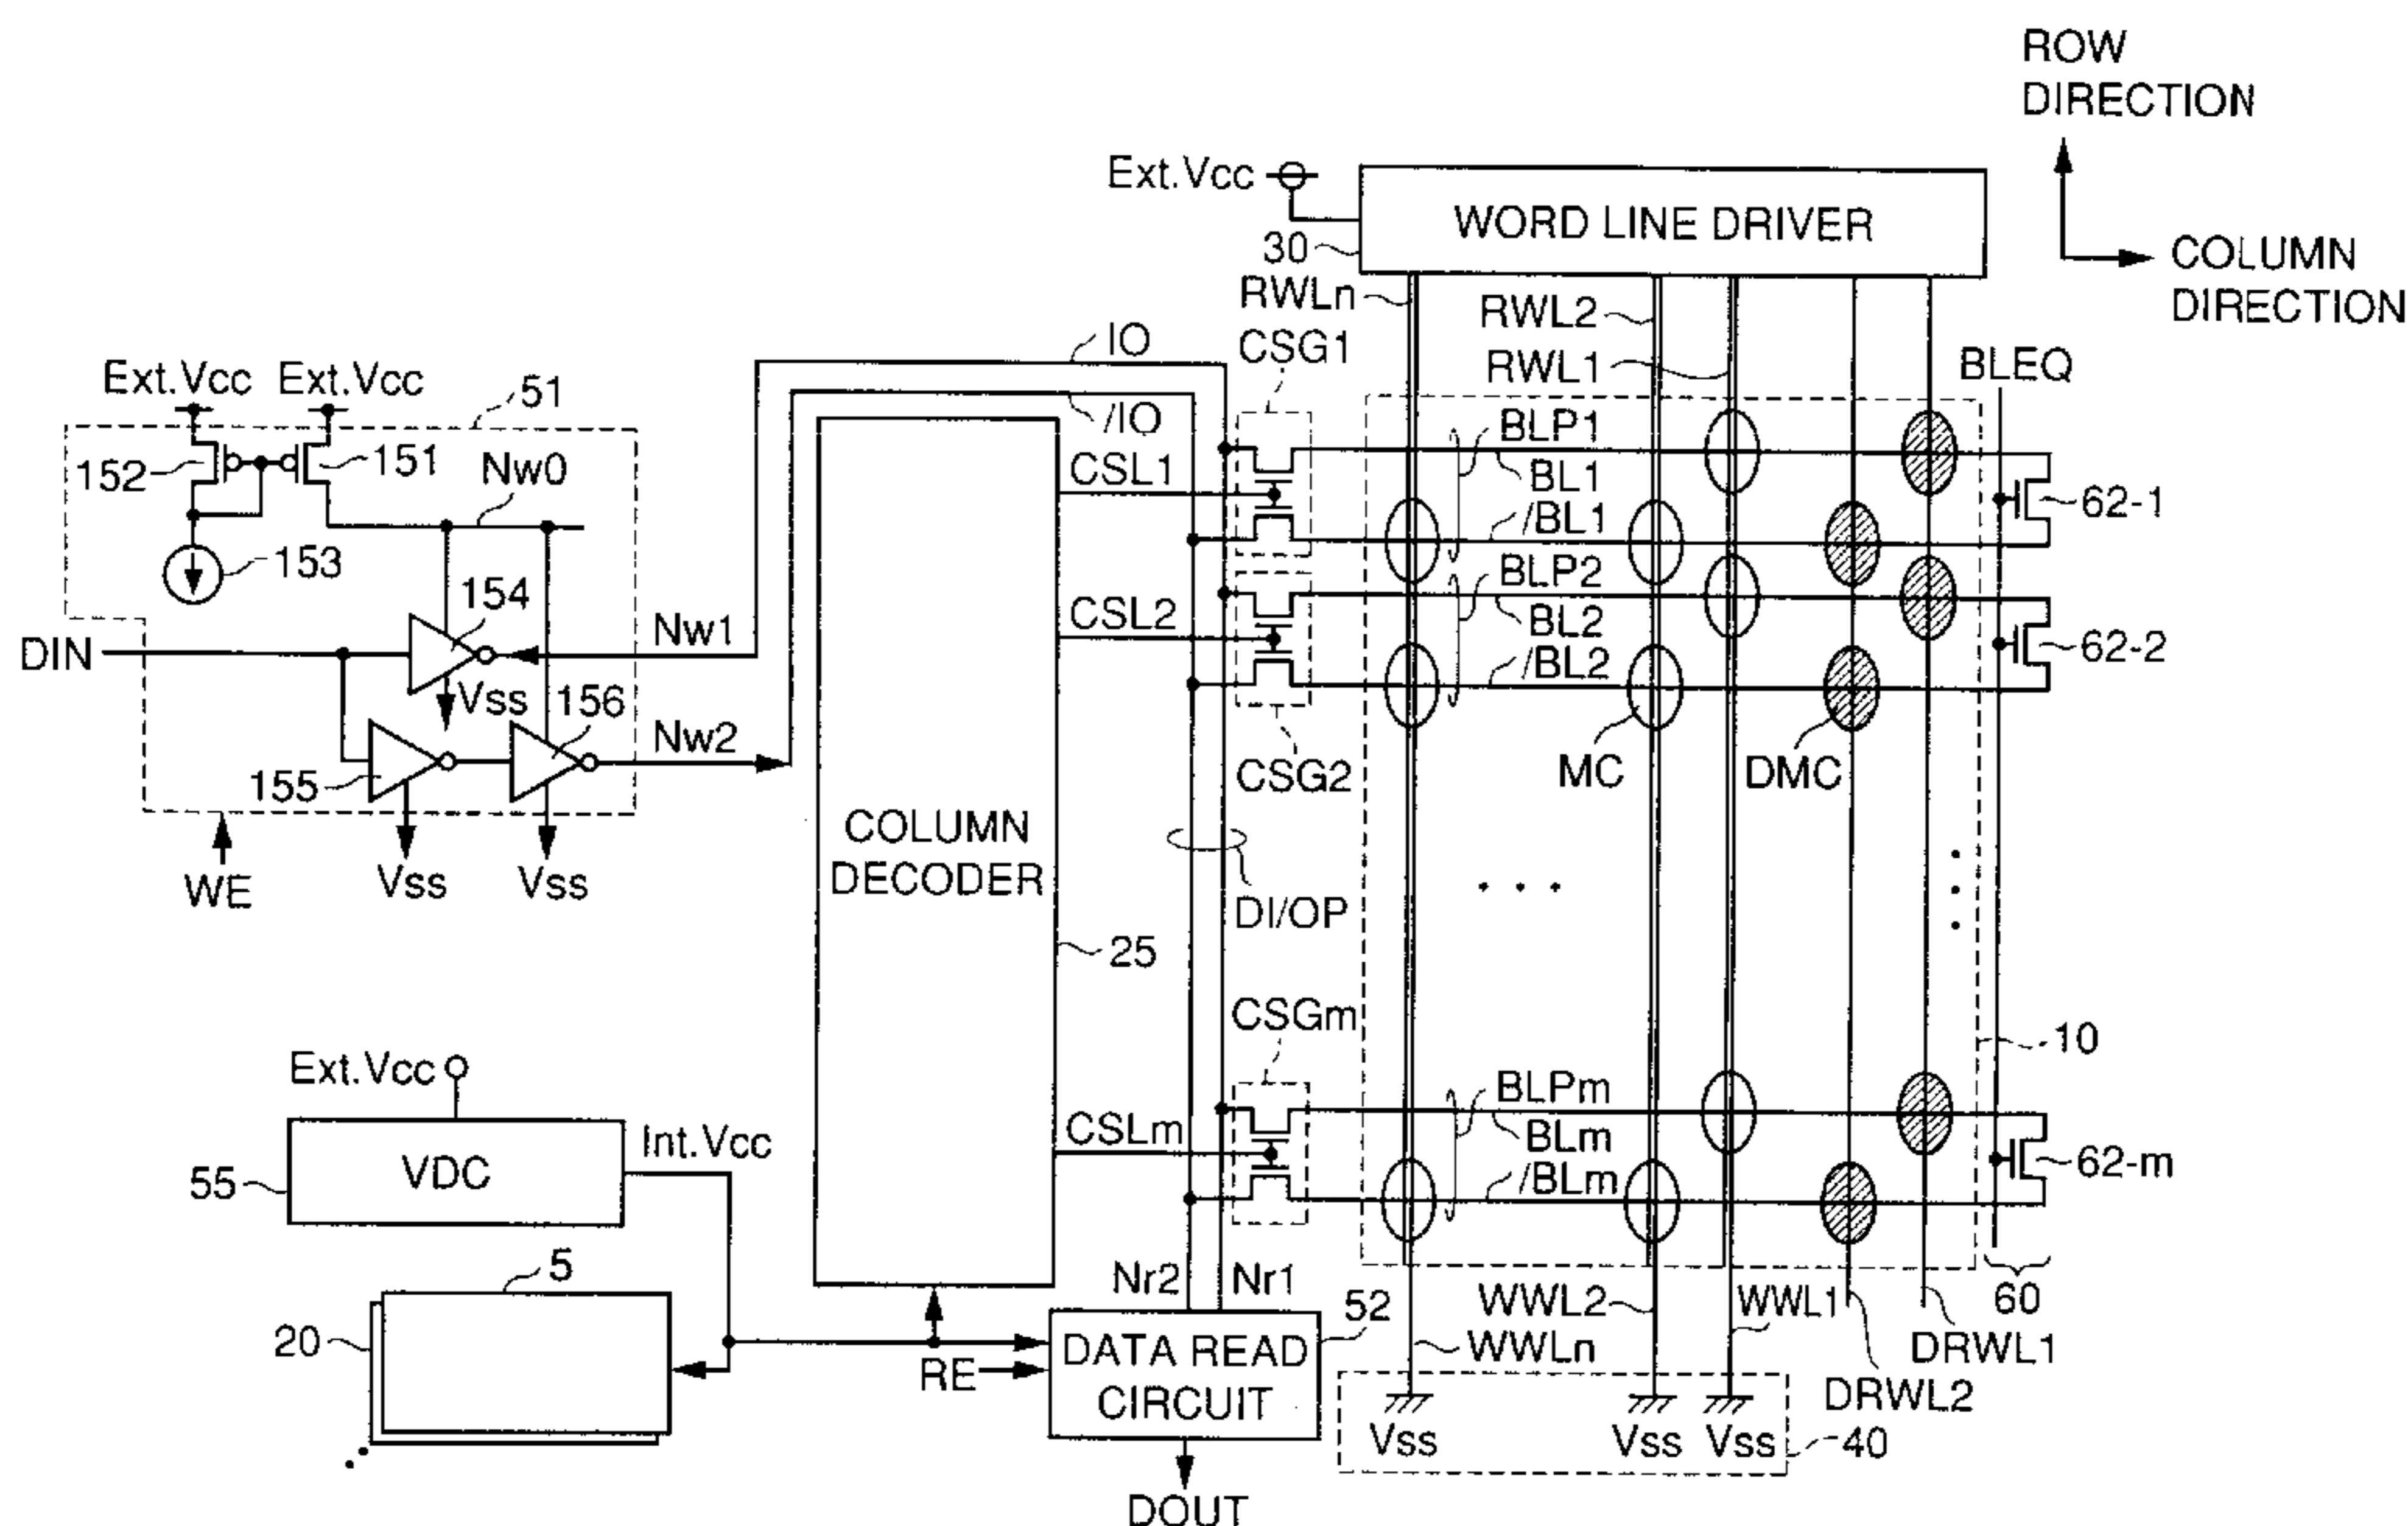 ROW
DIRECTION
COLUMN
DIRECTION
Ext.Vcc
WORD LINE DRIVER
30
RWLn
RWL2
RWL1
CSG1
BLEQ
IO
/IO
Ext.Vcc Ext.Vcc
51
152
151
Nw0
153
154
DIN
Nw1
Vss
156
Nw2
155
Vss
Vss
WE
CSL1
CSL2
BLP1
BL1
/BL1
BLP2
BL2
/BL2
62-1
62-2
CSG2
MC
DMC
COLUMN
DECODER
25
DI/OP
CSGm
10
CSLm
BLPm
BLm
/BLm
62-m
Ext.Vcc
VDC
55
Int.Vcc
5
20
Nr2
Nr1
52
RE
DATA READ
CIRCUIT
DOUT
WWL2
WWL1
WWLn
60
DRWL1
DRWL2
Vss
Vss
Vss
40